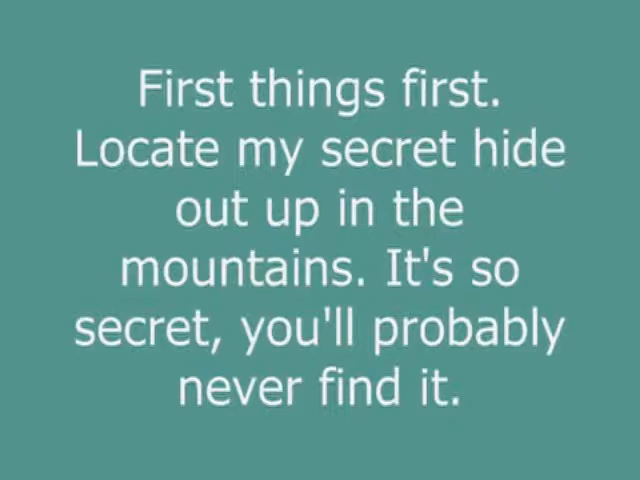 First things first.
Locate my secret hide
out up in the
mountains. It's so
secret, you'll probably
never find it.